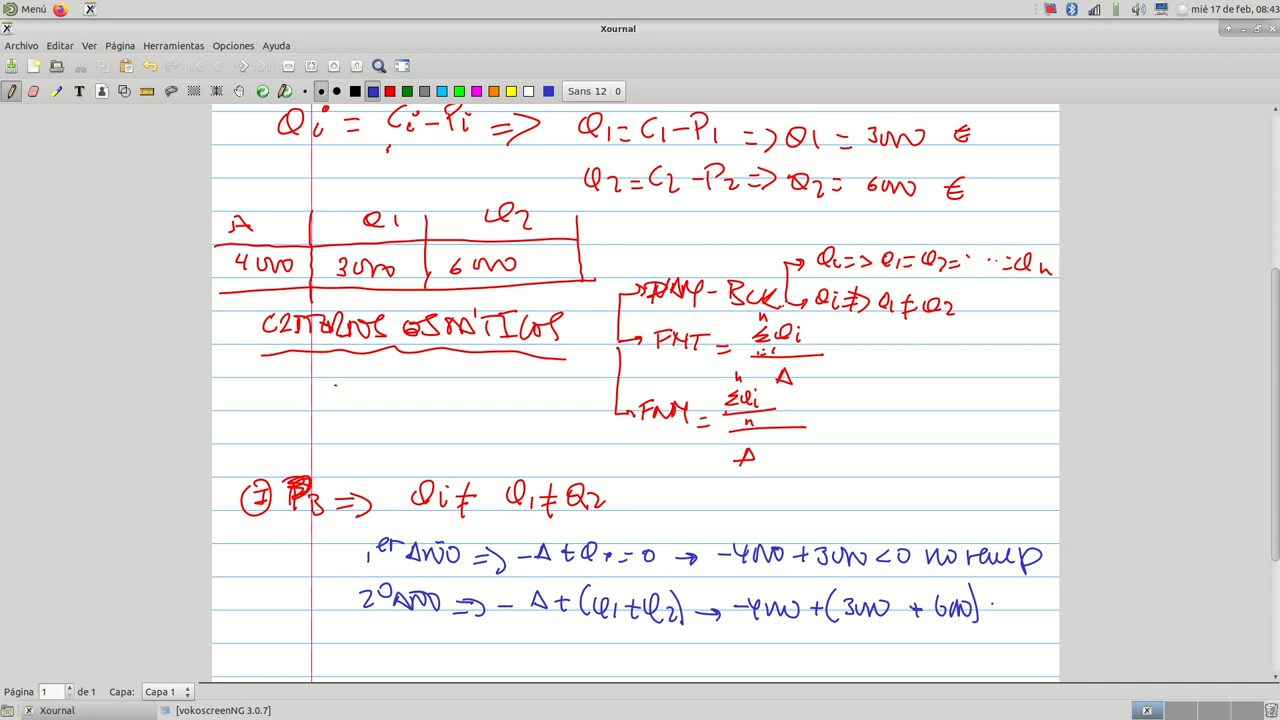 Menú
mié 17 de feb, 08:43
Xournal
Archivo Editar Ver Página Herramientas Opciones Ayuda
Sans 12 0
Qi = Ci-Pi => Q1 = C1-P1 => Q1 = 3000 €
Q2 = C2 - P2 => Q2 = 6000 €
A Q1 Q2
4000 3000 6000
Qi => Q1=Q2= ... =Qn
Qi ≠> Q1 ≠ Q2
FNT = n Σ i=1 Qi / A
FNM = n ΣQi / n / A
I PB => Qi ≠ Q1 ≠ Q2
1er AÑO => -A + Q1 = 0 → -4000 + 3000 < 0 no recup
2º AÑO => - A + (Q1+Q2) → -4000 + (3000 + 6000)
Página 1 de 1 Capa: Capa 1
Xournal [vokoscreenNG 3.0.7]